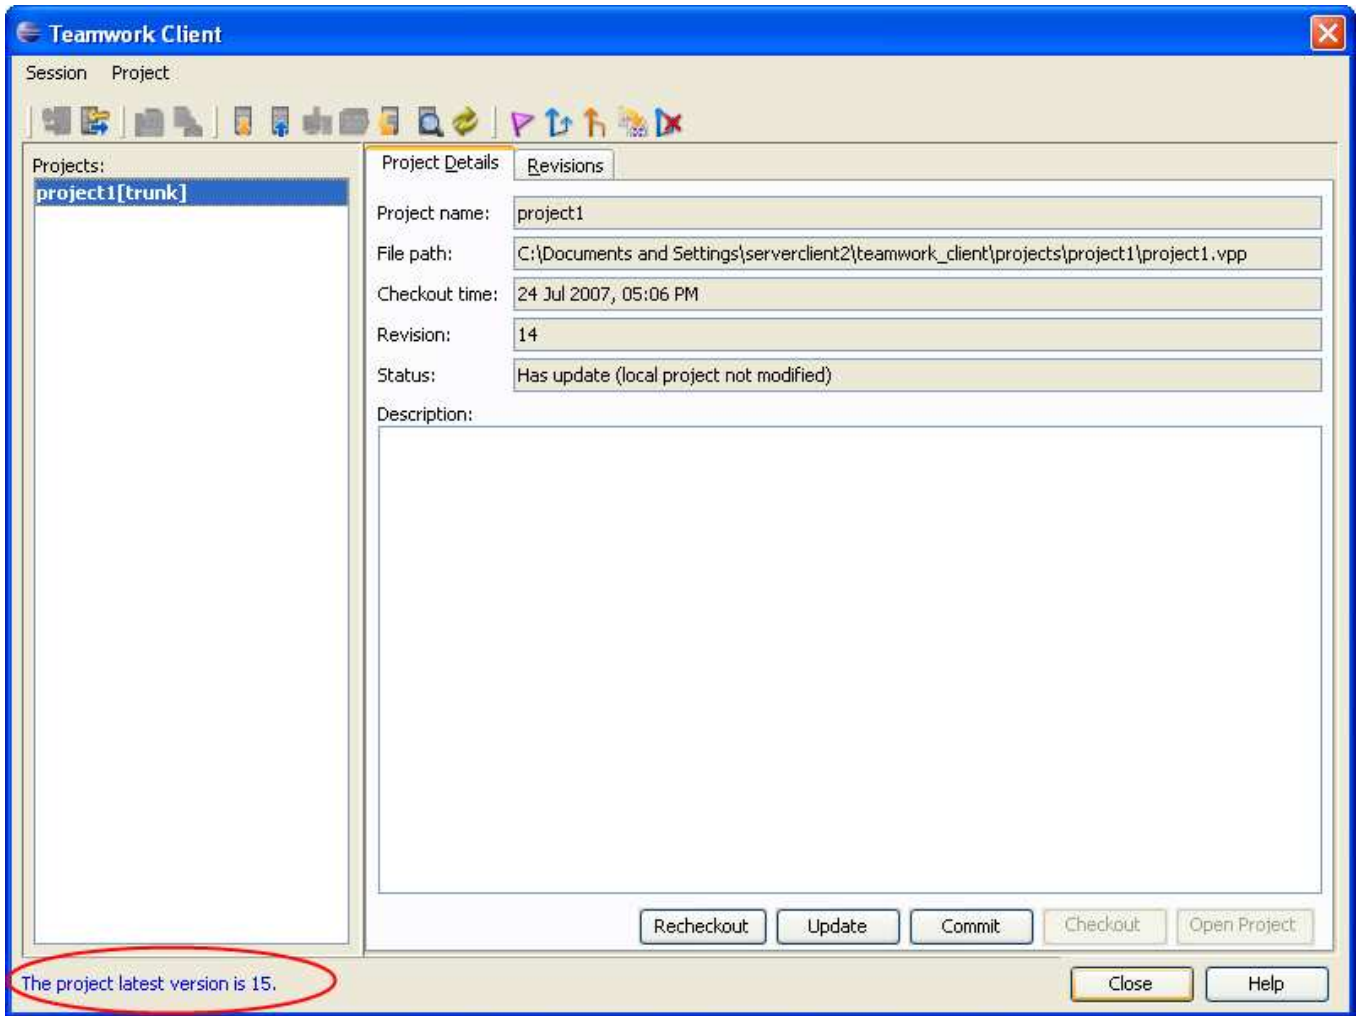 Teamwork Client
Session Project
Projects:
project1[trunk]
Project Details Revisions
Project name: project1
File path: C:\Documents and Settings\serverclient2\teamwork_client\projects\project1\project1.vpp
Checkout time: 24 Jul 2007, 05:06 PM
Revision: 14
Status: Has update (local project not modified)
Description:
Recheckout Update Commit Checkout Open Project
The project latest version is 15.
Close Help